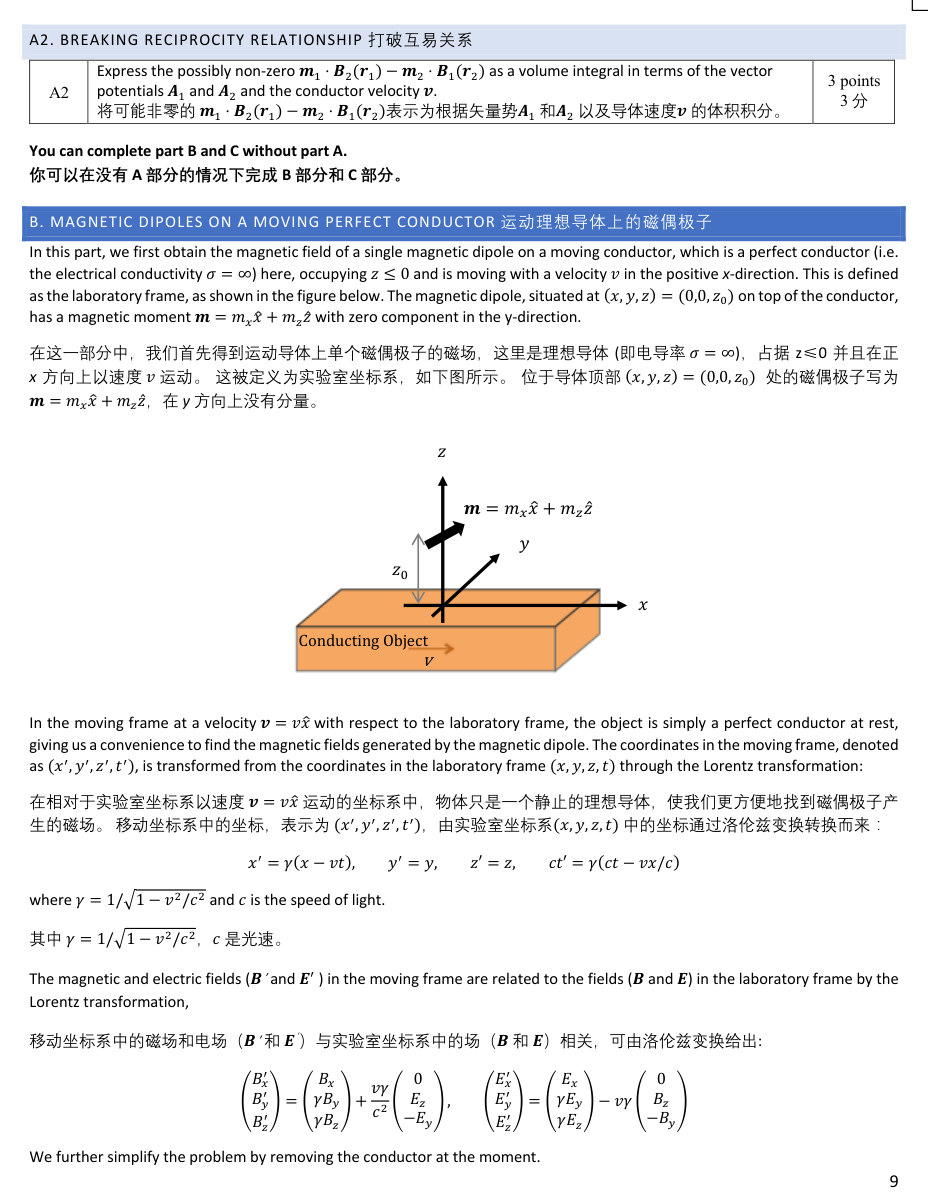 A2. BREAKING RECIPROCITY RELATIONSHIP 打破互易关系
A2
Express the possibly non-zero 𝒎₁ · 𝑩₂(𝒓₁) − 𝒎₂ · 𝑩₁(𝒓₂) as a volume integral in terms of the vector
potentials 𝑨₁ and 𝑨₂ and the conductor velocity 𝒗.
将可能非零的 𝒎₁ · 𝑩₂(𝒓₁) − 𝒎₂ · 𝑩₁(𝒓₂)表示为根据矢量势𝑨₁ 和𝑨₂ 以及导体速度𝒗 的体积积分。
3 points
3 分
You can complete part B and C without part A.
你可以在没有 A 部分的情况下完成 B 部分和 C 部分。
B. MAGNETIC DIPOLES ON A MOVING PERFECT CONDUCTOR 运动理想导体上的磁偶极子
In this part, we first obtain the magnetic field of a single magnetic dipole on a moving conductor, which is a perfect conductor (i.e.
the electrical conductivity σ = ∞) here, occupying z ≤ 0 and is moving with a velocity v in the positive x-direction. This is defined
as the laboratory frame, as shown in the figure below. The magnetic dipole, situated at (x, y, z) = (0,0, z₀) on top of the conductor,
has a magnetic moment 𝒎 = mₓx̂ + m_z ẑ with zero component in the y-direction.
在这一部分中，我们首先得到运动导体上单个磁偶极子的磁场，这里是理想导体 (即电导率 σ = ∞)，占据 z⩽0 并且在正
x 方向上以速度 v 运动。 这被定义为实验室坐标系，如下图所示。 位于导体顶部 (x, y, z) = (0,0, z₀) 处的磁偶极子写为
𝒎 = mₓx̂ + m_z ẑ，在 y 方向上没有分量。
z
𝒎 = mₓx̂ + m_z ẑ
y
z₀
x
Conducting Object
v
In the moving frame at a velocity 𝒗 = vx̂ with respect to the laboratory frame, the object is simply a perfect conductor at rest,
giving us a convenience to find the magnetic fields generated by the magnetic dipole. The coordinates in the moving frame, denoted
as (x′, y′, z′, t′), is transformed from the coordinates in the laboratory frame (x, y, z, t) through the Lorentz transformation:
在相对于实验室坐标系以速度 𝒗 = vx̂ 运动的坐标系中，物体只是一个静止的理想导体，使我们更方便地找到磁偶极子产
生的磁场。 移动坐标系中的坐标，表示为 (x′, y′, z′, t′)，由实验室坐标系(x, y, z, t) 中的坐标通过洛伦兹变换转换而来：
x′ = γ(x − vt), y′ = y, z′ = z, ct′ = γ(ct − vx/c)
where γ = 1/√(1 − v²/c²) and c is the speed of light.
其中 γ = 1/√(1 − v²/c²)，c 是光速。
The magnetic and electric fields (𝑩′ and 𝑬′ ) in the moving frame are related to the fields (𝑩 and 𝑬) in the laboratory frame by the
Lorentz transformation,
移动坐标系中的磁场和电场（𝑩′和 𝑬′）与实验室坐标系中的场（𝑩 和 𝑬）相关，可由洛伦兹变换给出:
(B′ₓ B′_y B′_z) = (Bₓ γB_y γB_z) + vγ/c² (0 E_z −E_y), (E′ₓ E′_y E′_z) = (Eₓ γE_y γE_z) − vγ (0 B_z −B_y)
We further simplify the problem by removing the conductor at the moment.
9